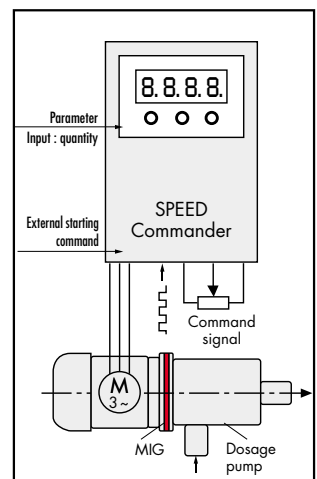 8.8.8.8.
Parameter
Input : quantity
SPEED
Commander
External starting
command
Command
signal
M
3 ~
MIG
Dosage
pump